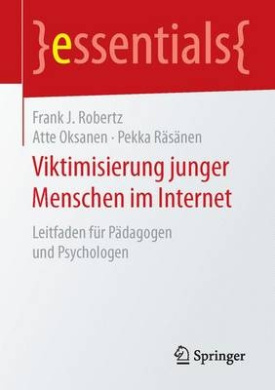 }essentials{
Frank J. Robertz
Atte Oksanen · Pekka Räsänen
Viktimisierung junger
Menschen im Internet
Leitfaden für Pädagogen
und Psychologen
Springer